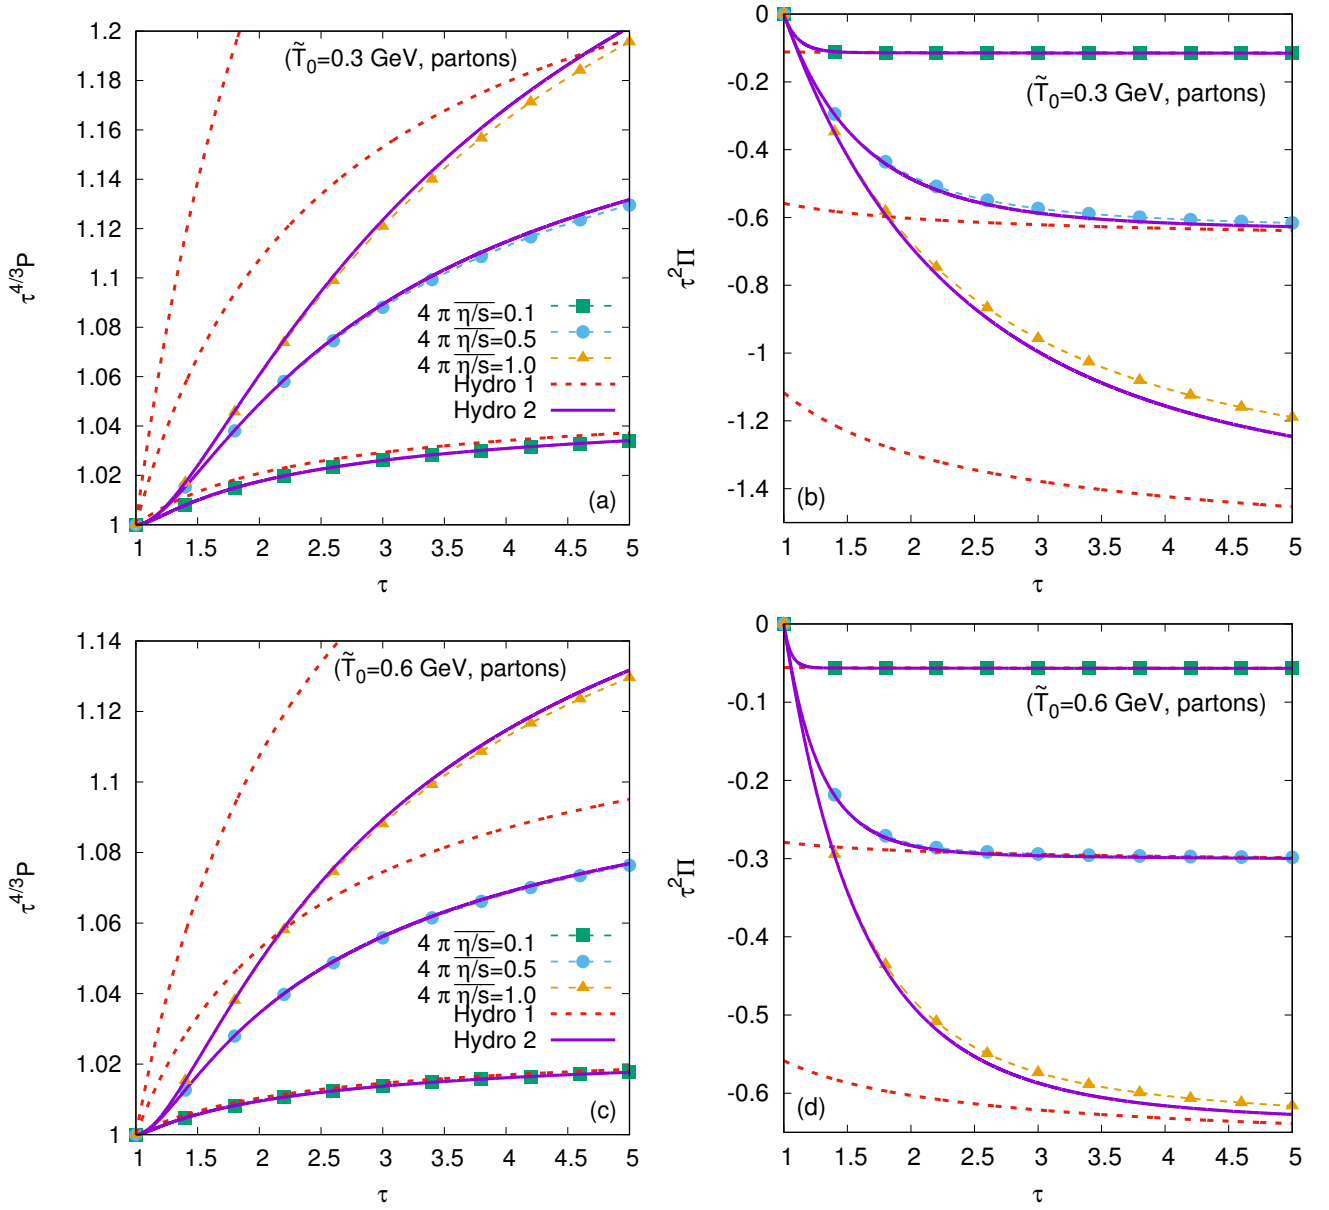 1.2
1.18
1.16
1.14
1.12
1.1
1.08
1.06
1.04
1.02
1
τ^{4/3}P
(T̃₀=0.3 GeV, partons)
4 π \overline{η/s}=0.1
4 π \overline{η/s}=0.5
4 π \overline{η/s}=1.0
Hydro 1
Hydro 2
(a)
1 1.5 2 2.5 3 3.5 4 4.5 5
τ
0
-0.2
-0.4
-0.6
-0.8
-1
-1.2
-1.4
τ²Π
(T̃₀=0.3 GeV, partons)
(b)
1 1.5 2 2.5 3 3.5 4 4.5 5
τ
1.14
1.12
1.1
1.08
1.06
1.04
1.02
1
τ^{4/3}P
(T̃₀=0.6 GeV, partons)
4 π \overline{η/s}=0.1
4 π \overline{η/s}=0.5
4 π \overline{η/s}=1.0
Hydro 1
Hydro 2
(c)
1 1.5 2 2.5 3 3.5 4 4.5 5
τ
0
-0.1
-0.2
-0.3
-0.4
-0.5
-0.6
τ²Π
(T̃₀=0.6 GeV, partons)
(d)
1 1.5 2 2.5 3 3.5 4 4.5 5
τ